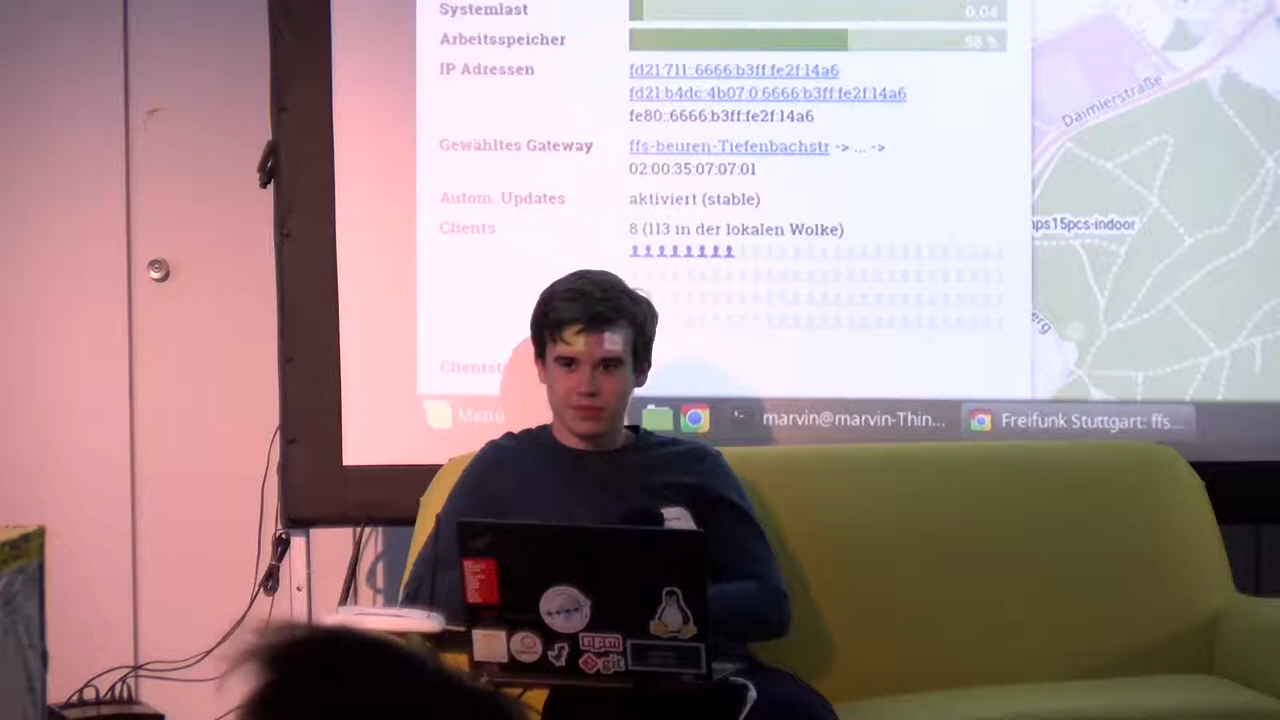 Systemlast 0,04
Arbeitsspeicher 58 %
IP Adressen fd21:711::6666:b3ff:fe2f:14a6
fd21:b4dc:4b07:0:6666:b3ff:fe2f:14a6
fe80::6666:b3ff:fe2f:14a6
Gewähltes Gateway ffs-beuren-Tiefenbachstr -> ... ->
02:00:35:07:07:01
Autom. Updates aktiviert (stable)
Clients 8 (113 in der lokalen Wolke)
Clientst
Daimlerstraße
ps15pcs-indoor
erg
Menü
marvin@marvin-Thin...
Freifunk Stuttgart: ffs...
npm
git